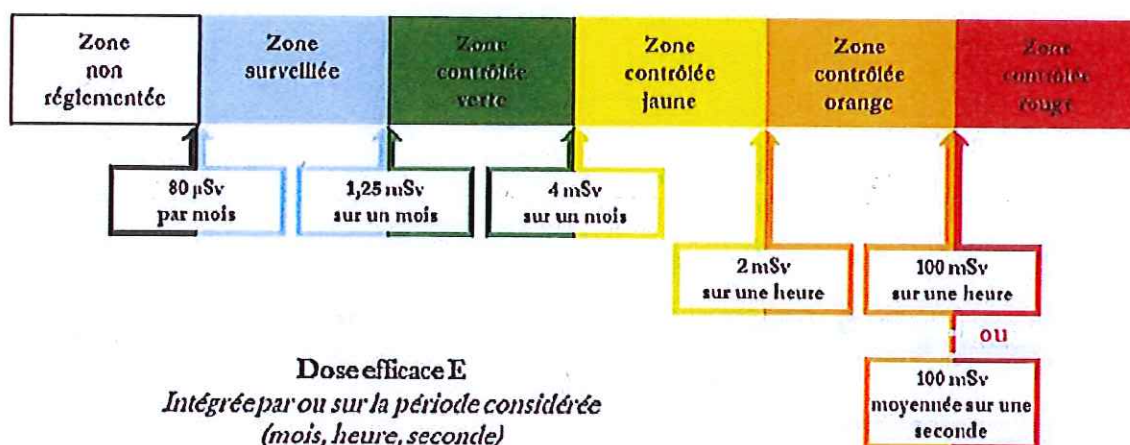 Zone
non
réglementée
Zone
surveillée
Zone
contrôlée
verte
Zone
contrôlée
jaune
Zone
contrôlée
orange
Zone
contrôlée
rouge
80 µSv
par mois
1,25 mSv
sur un mois
4 mSv
sur un mois
2 mSv
sur une heure
100 mSv
sur une heure
ou
100 mSv
moyennée sur une
seconde
Dose efficace E
Intégrée par ou sur la période considérée
(mois, heure, seconde)